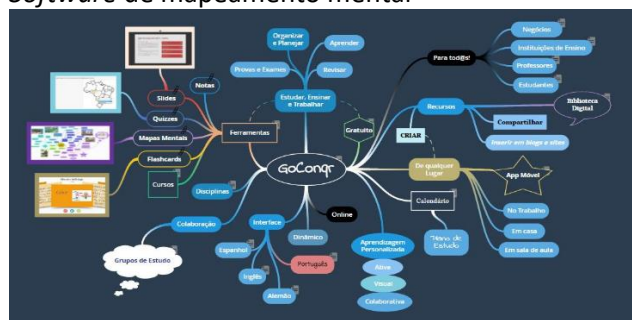 Software de mapeamento mental
Organizar
e Planejar
Aprender
Provas e Exames
Revisar
Estudar, Ensinar
e Trabalhar
Notas
Slides
Quizzes
Mapas Mentais
Flashcards
Cursos
Ferramentas
Gratuito
GoConqr
Disciplines
Colaboração
Grupos de Estudo
Interface
Espanhol
Inglês
Alemão
Português
Dinâmico
Online
Aprendizagem
Personalizada
Ativa
Visual
Colaborativa
Calendário
Plano de
Estudo
De qualquer
Lugar
App Móvel
No Trabalho
Em casa
Em sala de aula
Recursos
CRIAR
Compartilhar
Inserir em blogs e sites
Biblioteca
Digital
Para tod@s!
Negócios
Instituições de Ensino
Professores
Estudantes